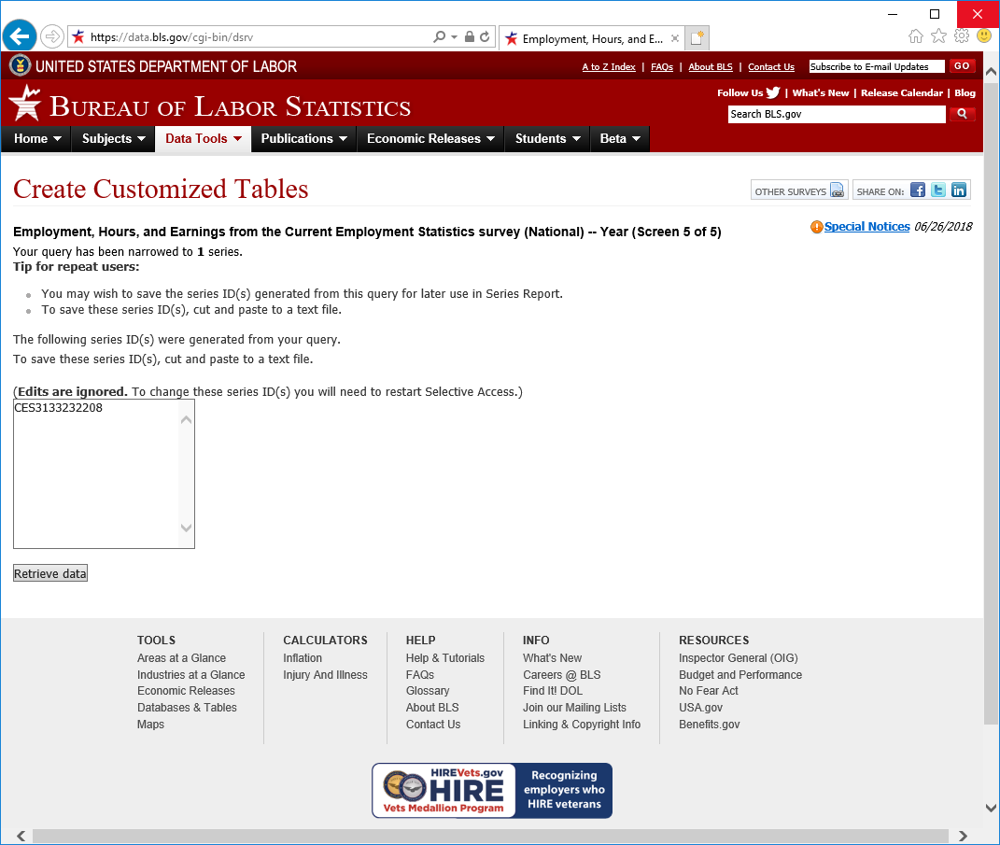 https://data.bls.gov/cgi-bin/dsrv
Employment, Hours, and E...
UNITED STATES DEPARTMENT OF LABOR
A to Z Index | FAQs | About BLS | Contact Us
Subscribe to E-mail Updates
GO
BUREAU OF LABOR STATISTICS
Follow Us | What's New | Release Calendar | Blog
Search BLS.gov
Home
Subjects
Data Tools
Publications
Economic Releases
Students
Beta
Create Customized Tables
OTHER SURVEYS
SHARE ON:
Employment, Hours, and Earnings from the Current Employment Statistics survey (National) -- Year (Screen 5 of 5)
Special Notices 06/26/2018
Your query has been narrowed to 1 series.
Tip for repeat users:
You may wish to save the series ID(s) generated from this query for later use in Series Report.
To save these series ID(s), cut and paste to a text file.
The following series ID(s) were generated from your query.
To save these series ID(s), cut and paste to a text file.
(Edits are ignored. To change these series ID(s) you will need to restart Selective Access.)
CES3133232208
Retrieve data
TOOLS
Areas at a Glance
Industries at a Glance
Economic Releases
Databases & Tables
Maps
CALCULATORS
Inflation
Injury And Illness
HELP
Help & Tutorials
FAQs
Glossary
About BLS
Contact Us
INFO
What's New
Careers @ BLS
Find It! DOL
Join our Mailing Lists
Linking & Copyright Info
RESOURCES
Inspector General (OIG)
Budget and Performance
No Fear Act
USA.gov
Benefits.gov
HIREVets.gov
HIRE
Vets Medallion Program
Recognizing
employers who
HIRE veterans